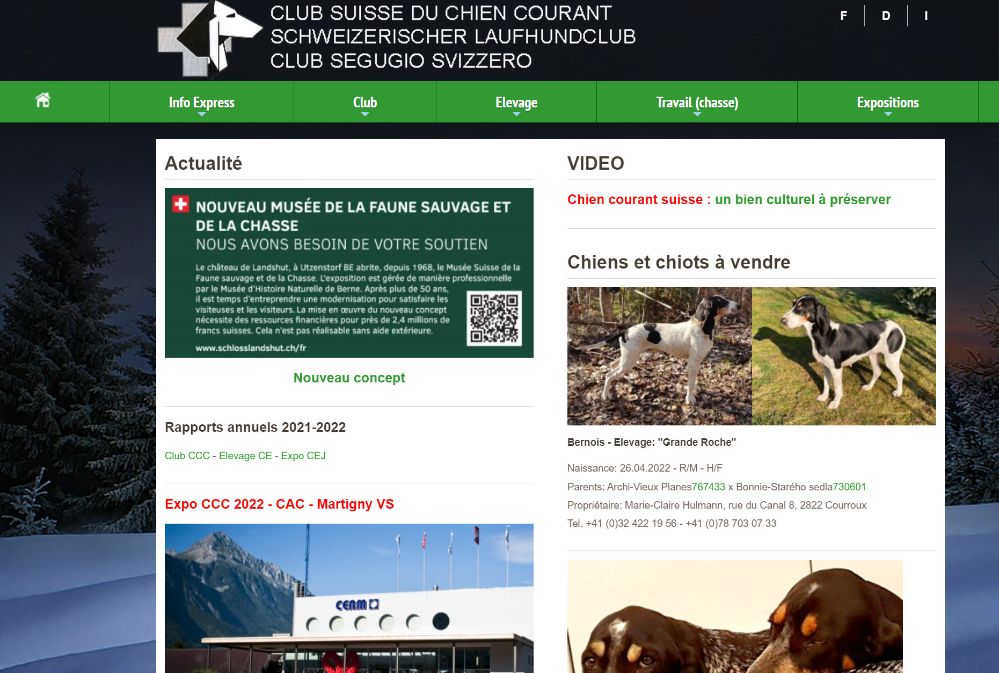 CLUB SUISSE DU CHIEN COURANT
SCHWEIZERISCHER LAUFHUNDCLUB
CLUB SEGUGIO SVIZZERO
F D I
Info Express
Club
Elevage
Travail (chasse)
Expositions
Actualité
NOUVEAU MUSÉE DE LA FAUNE SAUVAGE ET
DE LA CHASSE
NOUS AVONS BESOIN DE VOTRE SOUTIEN
Le château de Landshut, à Utzenstorf BE abrite, depuis 1968, le Musée Suisse de la
Faune sauvage et de la Chasse. L'exposition est gérée de manière professionnelle
par le Musée d'Histoire Naturelle de Berne. Après plus de 50 ans,
il est temps d'entreprendre une modernisation pour satisfaire les
visiteuses et les visiteurs. La mise en œuvre du nouveau concept
nécessite des ressources financières pour près de 2,4 millions de
francs suisses. Cela n'est pas réalisable sans aide extérieure.
www.schlosslandshut.ch/fr
Nouveau concept
Rapports annuels 2021-2022
Club CCC - Elevage CE - Expo CEJ
Expo CCC 2022 - CAC - Martigny VS
CERM
VIDEO
Chien courant suisse : un bien culturel à préserver
Chiens et chiots à vendre
Bernois - Elevage: "Grande Roche"
Naissance: 26.04.2022 - R/M - H/F
Parents: Archi-Vieux Planes767433 x Bonnie-Starého sedla730601
Propriétaire: Marie-Claire Hulmann, rue du Canal 8, 2822 Courroux
Tel. +41 (0)32 422 19 56 - +41 (0)78 703 07 33